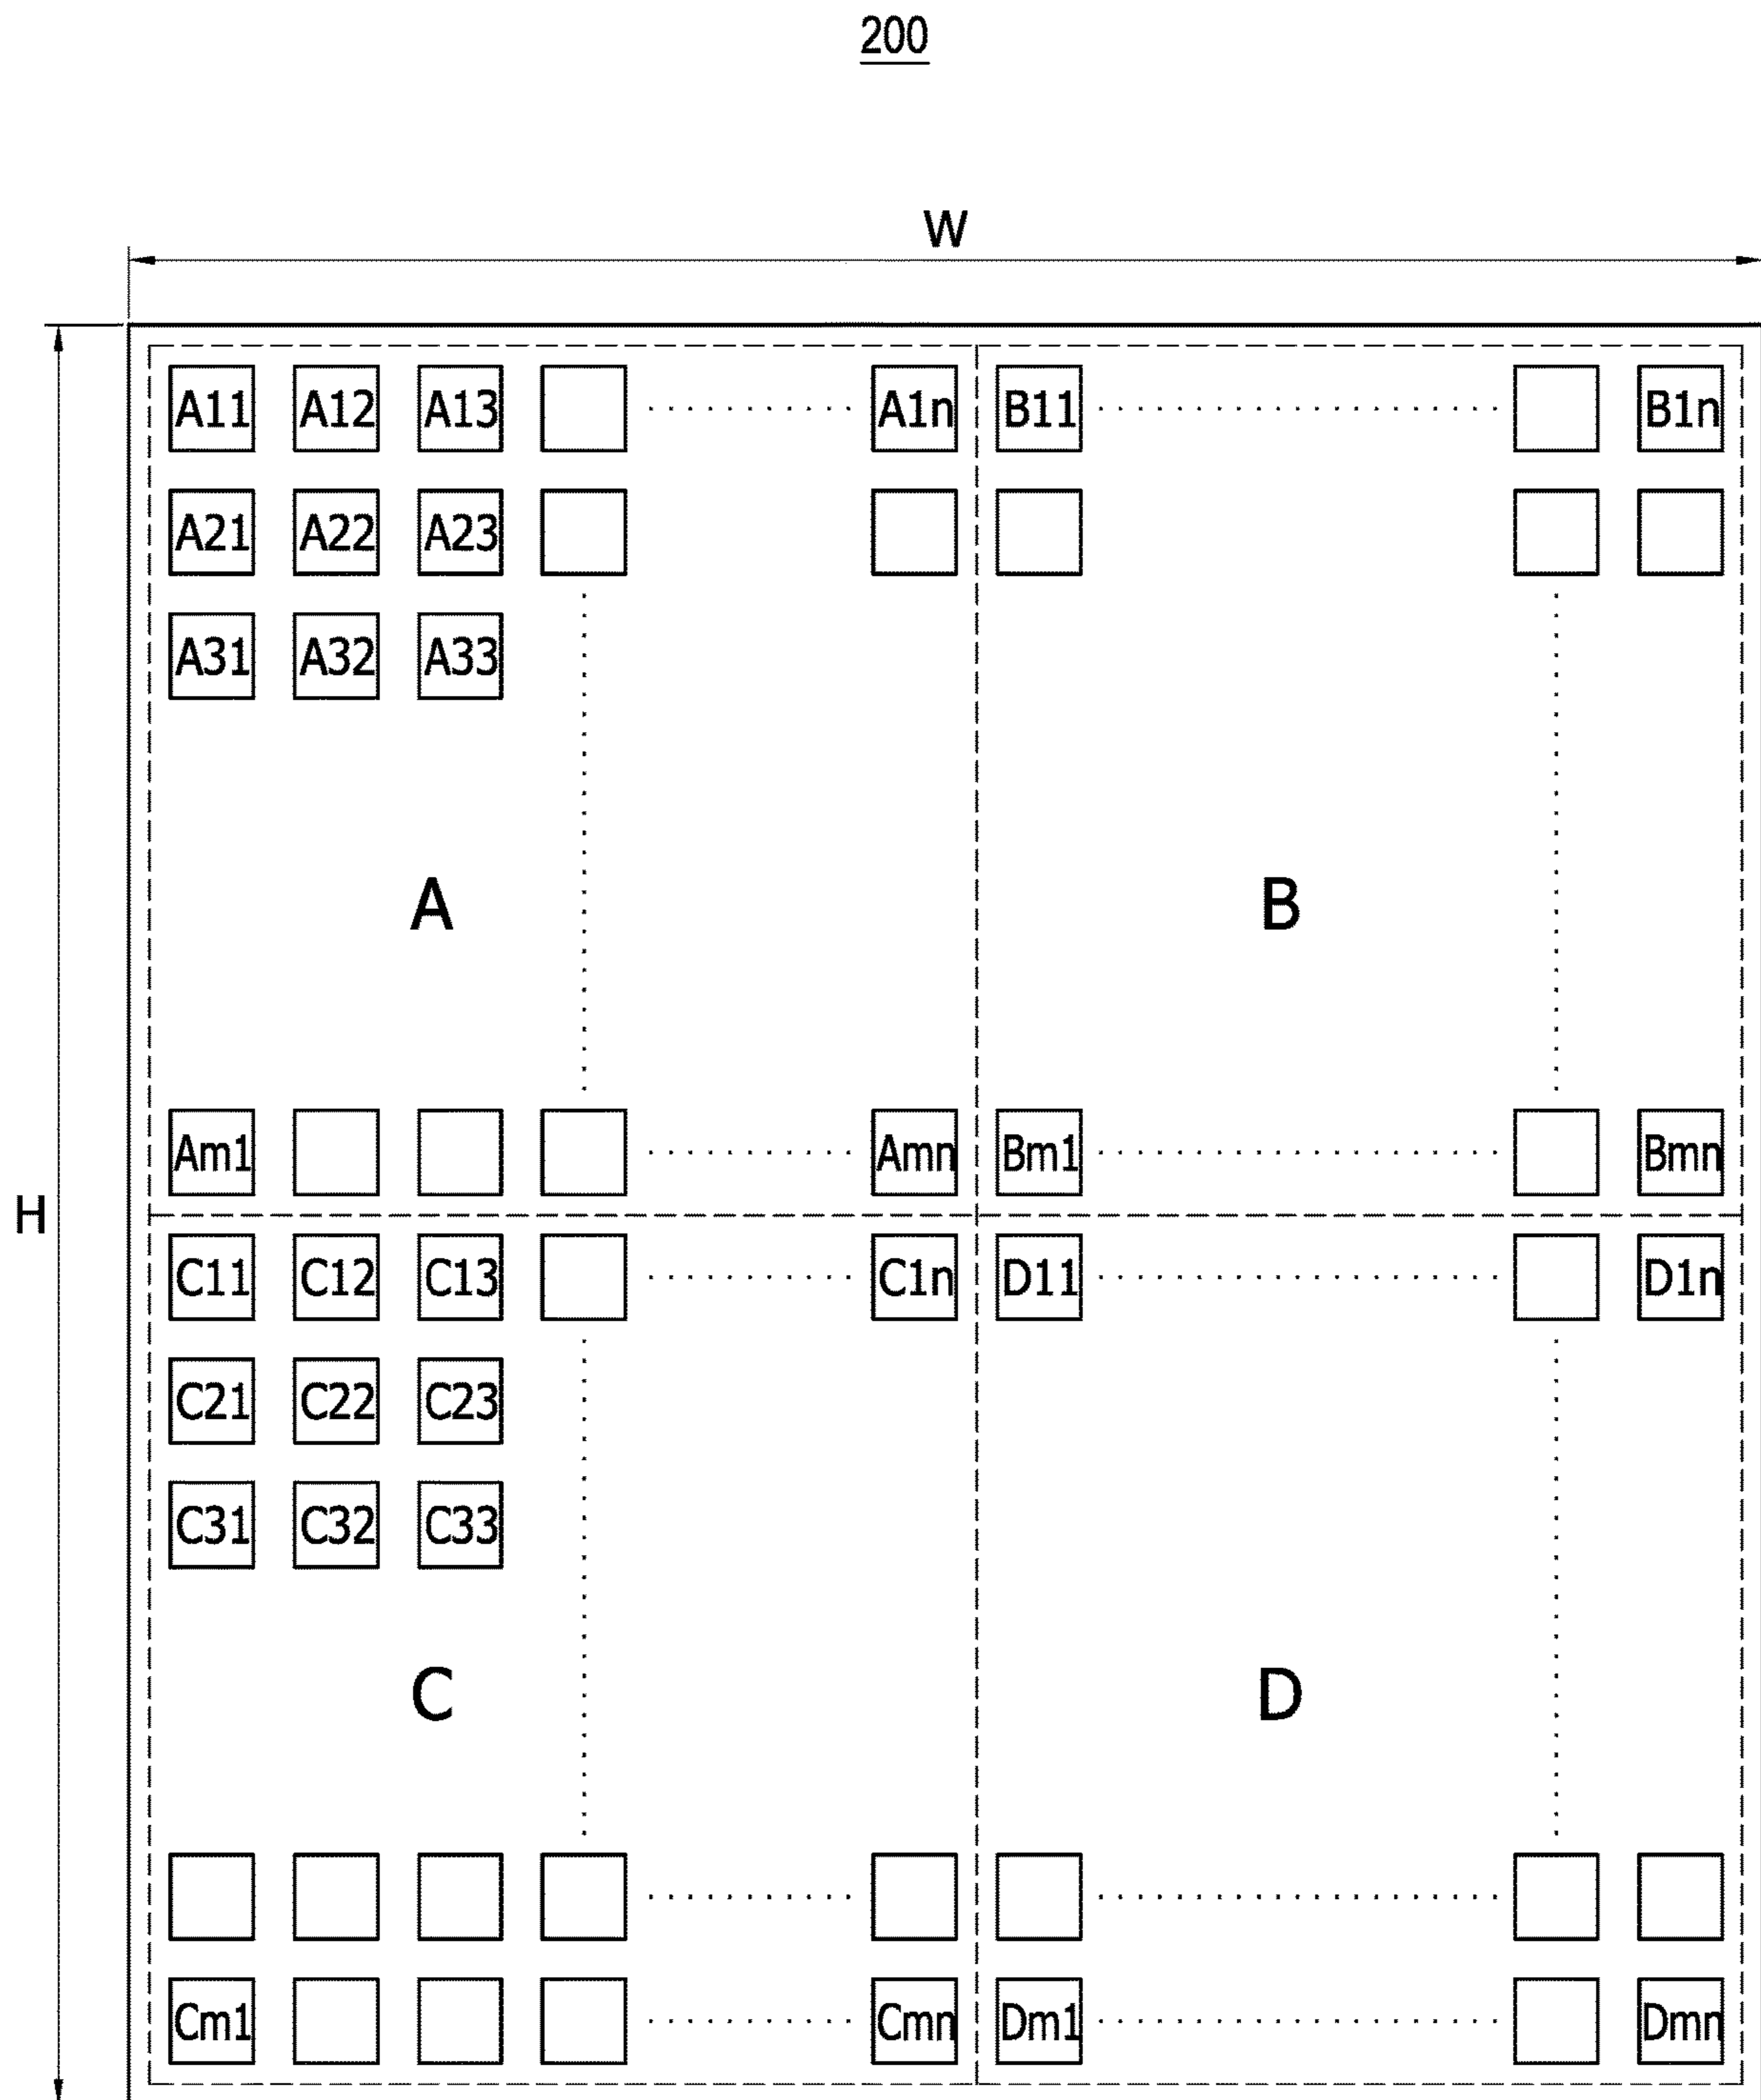 200
W
A11 A12 A13 A1n B11 B1n
A21 A22 A23
A31 A32 A33
A B
Am1 Amn Bm1 Bmn
H
C11 C12 C13 C1n D11 D1n
C21 C22 C23
C31 C32 C33
C D
Cm1 Cmn Dm1 Dmn